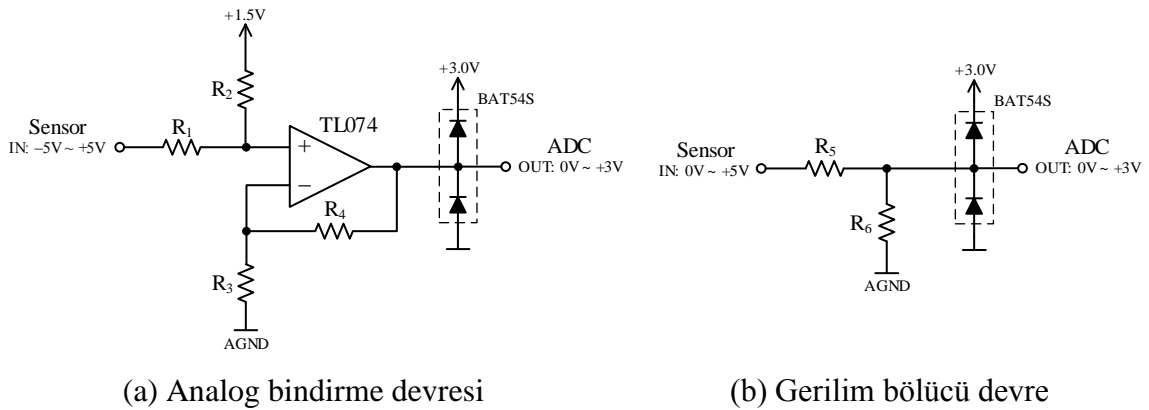 +1.5V
R2
Sensor
IN: –5V ~ +5V
R1
TL074
+
−
R4
R3
AGND
+3.0V
BAT54S
ADC
OUT: 0V ~ +3V
(a) Analog bindirme devresi
+3.0V
BAT54S
Sensor
IN: 0V ~ +5V
R5
R6
AGND
ADC
OUT: 0V ~ +3V
(b) Gerilim bölücü devre